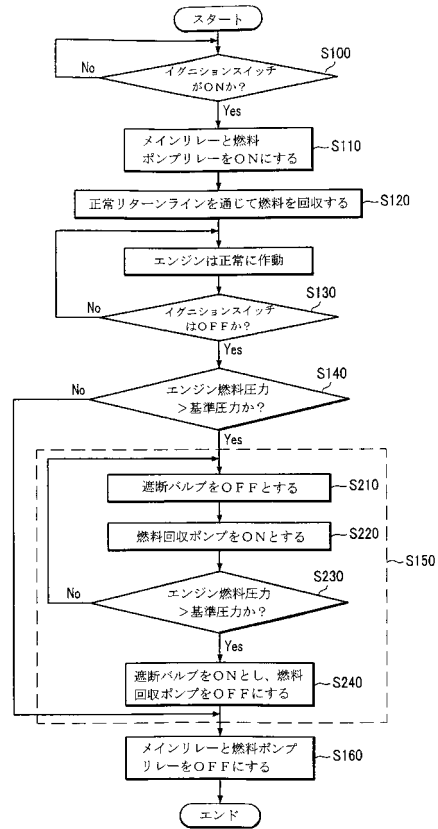 スタート
S100
イグニションスイッチ
がONか?
No
Yes
メインリレーと燃料
ポンプリレーをONにする
S110
正常リターンラインを通じて燃料を回収する
S120
エンジンは正常に作動
S130
イグニションスイッチ
はOFFか?
No
Yes
S140
エンジン燃料圧力
>基準圧力か?
No
Yes
遮断バルブをOFFとする
S210
燃料回収ポンプをONとする
S220
S150
S230
エンジン燃料圧力
>基準圧力か?
No
Yes
遮断バルブをONとし、燃料
回収ポンプをOFFにする
S240
メインリレーと燃料ポンプ
リレーをOFFにする
S160
エンド